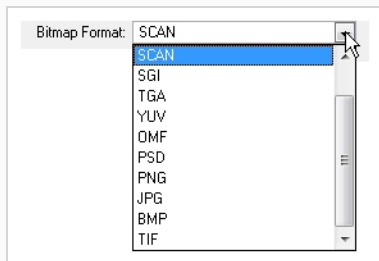 Bitmap Format: SCAN
SCAN
SGI
TGA
YUV
OMF
PSD
PNG
JPG
BMP
TIF